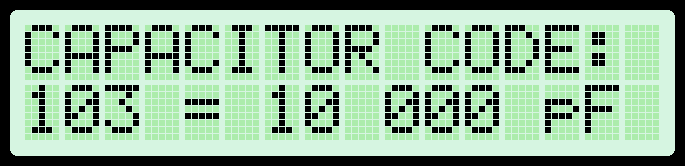 CAPACITOR CODE:
103 = 10 000 pF